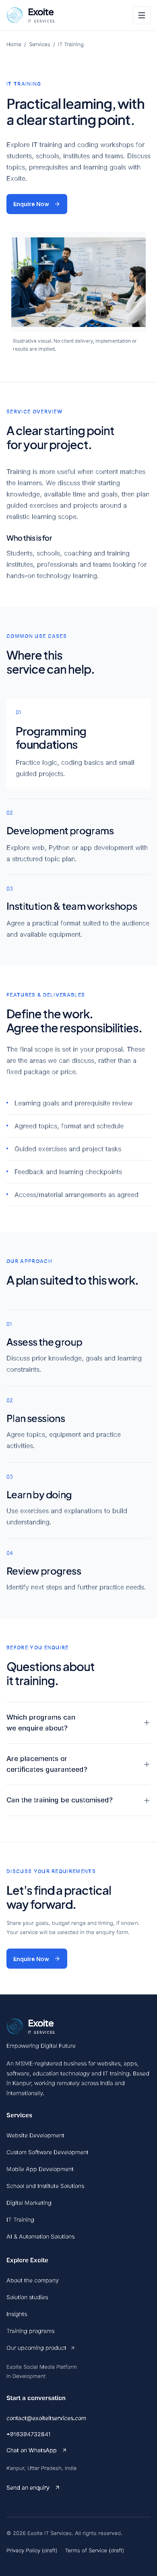 Exoite
IT SERVICES
Home / Services / IT Training
IT TRAINING
Practical learning, with
a clear starting point.
Explore IT training and coding workshops for
students, schools, institutes and teams. Discuss
topics, prerequisites and learning goals with
Exoite.
Enquire Now →
Illustrative visual. No client delivery, implementation or
results are implied.
SERVICE OVERVIEW
A clear starting point
for your project.
Training is more useful when content matches
the learners. We discuss their starting
knowledge, available time and goals, then plan
guided exercises and projects around a
realistic learning scope.
Who this is for
Students, schools, coaching and training
institutes, professionals and teams looking for
hands-on technology learning.
COMMON USE CASES
Where this
service can help.
01
Programming
foundations
Practice logic, coding basics and small
guided projects.
02
Development programs
Explore web, Python or app development with
a structured topic plan.
03
Institution & team workshops
Agree a practical format suited to the audience
and available equipment.
FEATURES & DELIVERABLES
Define the work.
Agree the responsibilities.
The final scope is set in your proposal. These
are the areas we can discuss, rather than a
fixed package or price.
• Learning goals and prerequisite review
• Agreed topics, format and schedule
• Guided exercises and project tasks
• Feedback and learning checkpoints
• Access/material arrangements as agreed
OUR APPROACH
A plan suited to this work.
01
Assess the group
Discuss prior knowledge, goals and learning
constraints.
02
Plan sessions
Agree topics, equipment and practice
activities.
03
Learn by doing
Use exercises and explanations to build
understanding.
04
Review progress
Identify next steps and further practice needs.
BEFORE YOU ENQUIRE
Questions about
it training.
Which programs can
we enquire about? +
Are placements or
certificates guaranteed? +
Can the training be customised? +
DISCUSS YOUR REQUIREMENTS
Let's find a practical
way forward.
Share your goals, budget range and timing, if known.
Your service will be selected in the enquiry form.
Enquire Now →
Exoite
IT SERVICES
Empowering Digital Future
An MSME-registered business for websites, apps,
software, education technology and IT training. Based
in Kanpur, working remotely across India and
internationally.
Services
Website Development
Custom Software Development
Mobile App Development
School and Institute Solutions
Digital Marketing
IT Training
AI & Automation Solutions
Explore Exoite
About the company
Solution studies
Insights
Training programs
Our upcoming product ↗
Exoite Social Media Platform
In Development
Start a conversation
contact@exoiteitservices.com
+916394732841
Chat on WhatsApp ↗
Kanpur, Uttar Pradesh, India
Send an enquiry ↗
© 2026 Exoite IT Services. All rights reserved.
Privacy Policy (draft) Terms of Service (draft)